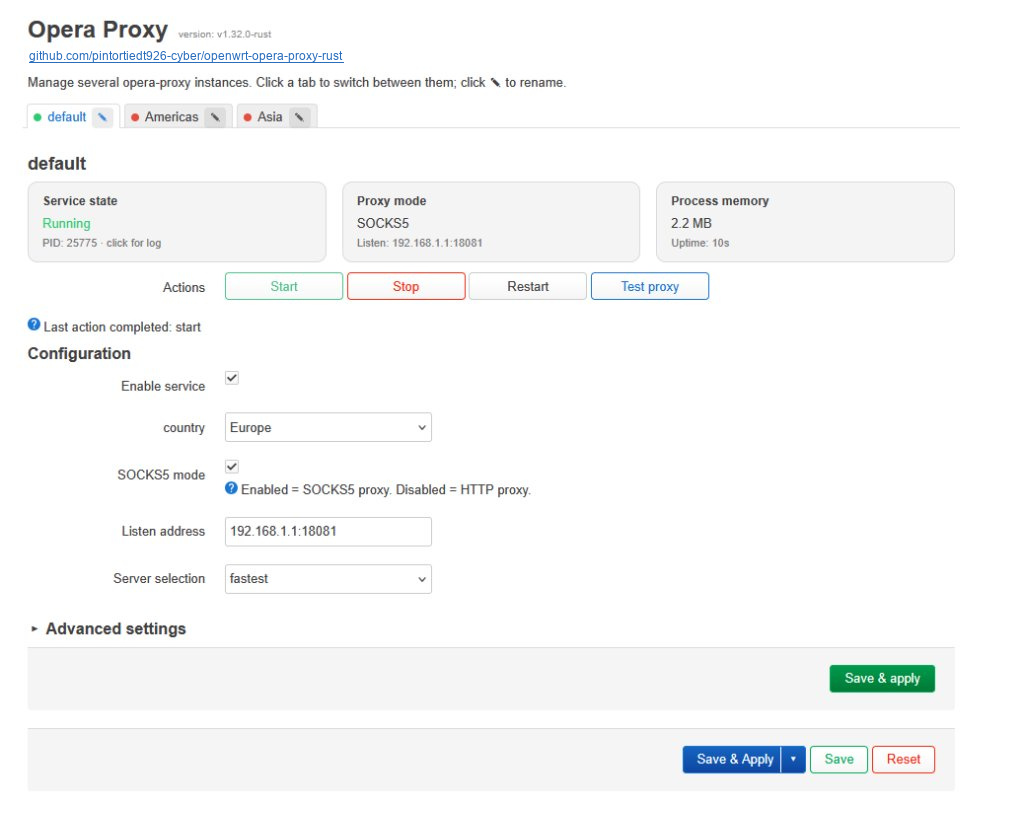 Opera Proxy version: v1.32.0-rust
github.com/pintortiedt926-cyber/openwrt-opera-proxy-rust
Manage several opera-proxy instances. Click a tab to switch between them; click ✎ to rename.
default ✎ Americas ✎ Asia ✎
default
Service state
Running
PID: 25775 · click for log
Proxy mode
SOCKS5
Listen: 192.168.1.1:18081
Process memory
2.2 MB
Uptime: 10s
Actions Start Stop Restart Test proxy
Last action completed: start
Configuration
Enable service
country Europe
SOCKS5 mode
Enabled = SOCKS5 proxy. Disabled = HTTP proxy.
Listen address 192.168.1.1:18081
Server selection fastest
▸ Advanced settings
Save & apply
Save & Apply ▾ Save Reset